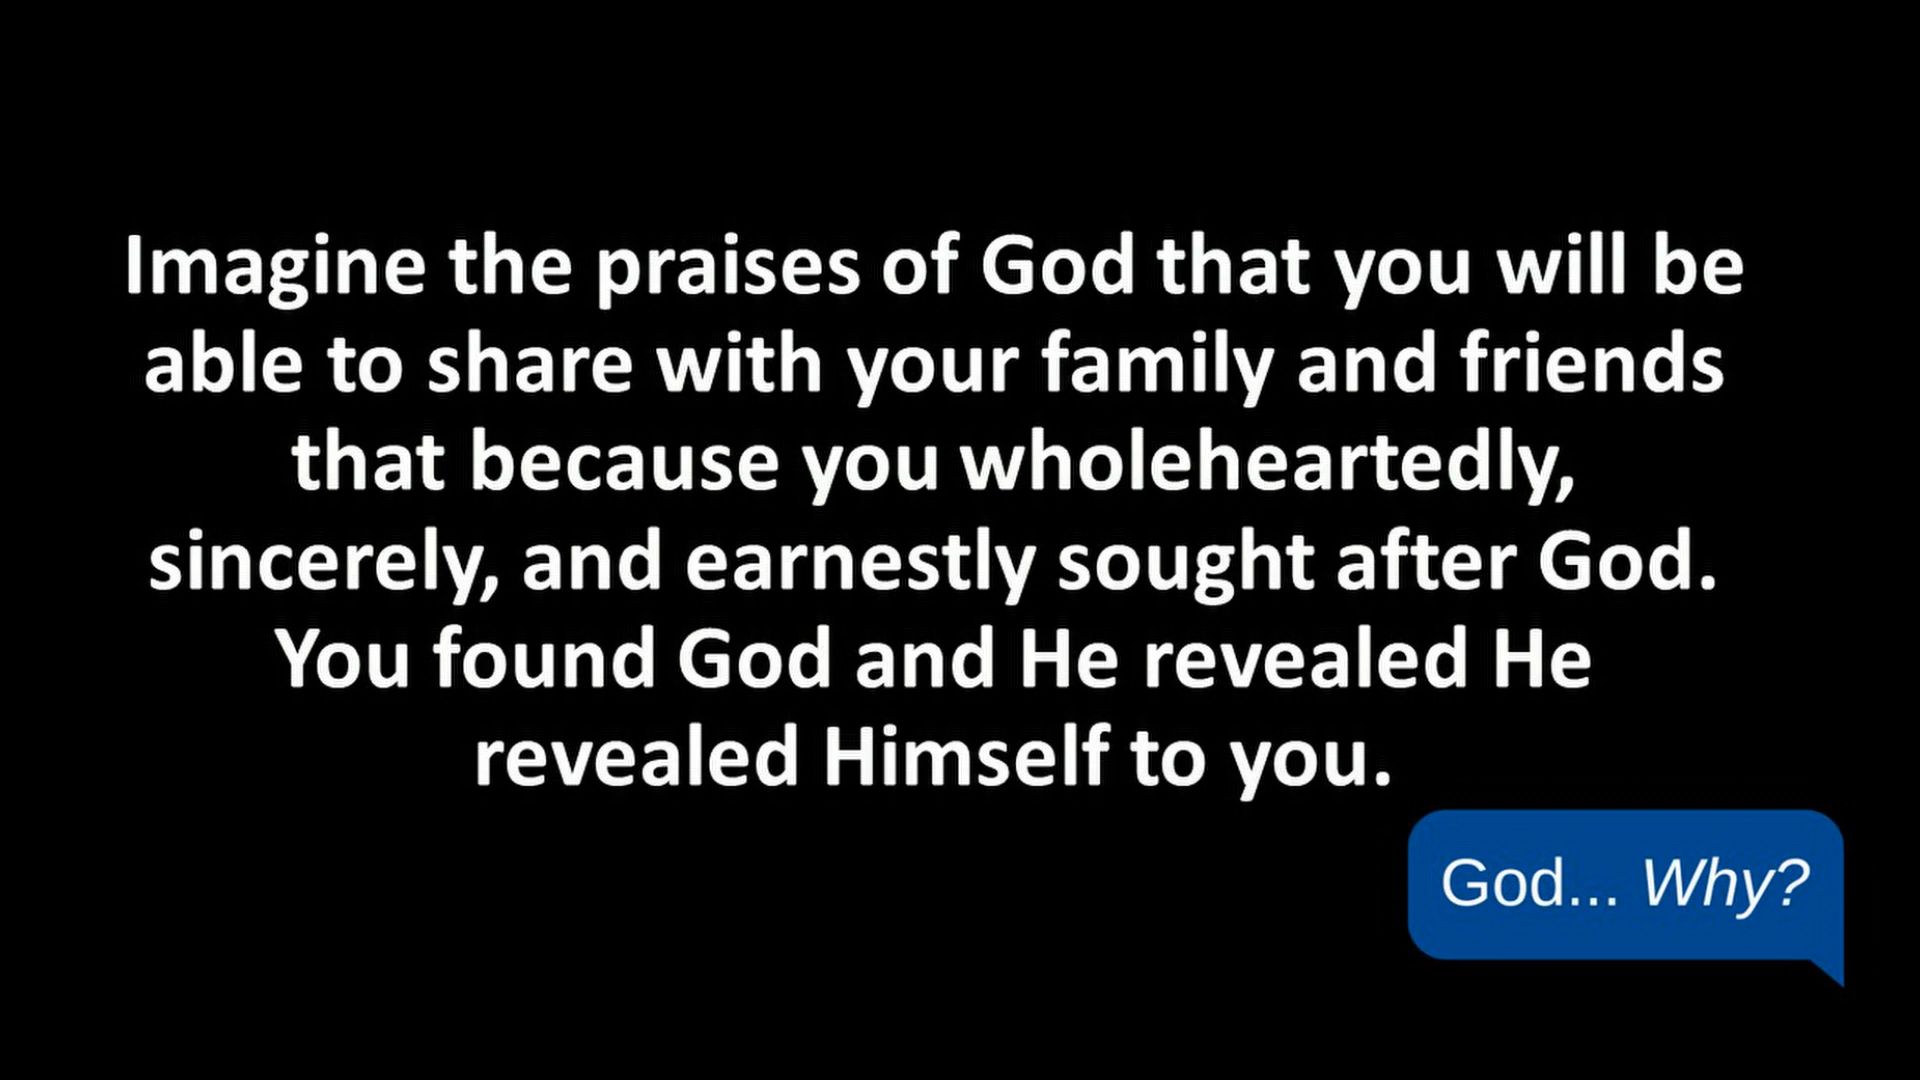 Imagine the praises of God that you will be
able to share with your family and friends
that because you wholeheartedly,
sincerely, and earnestly sought after God.
You found God and He revealed He
revealed Himself to you.
God... Why?